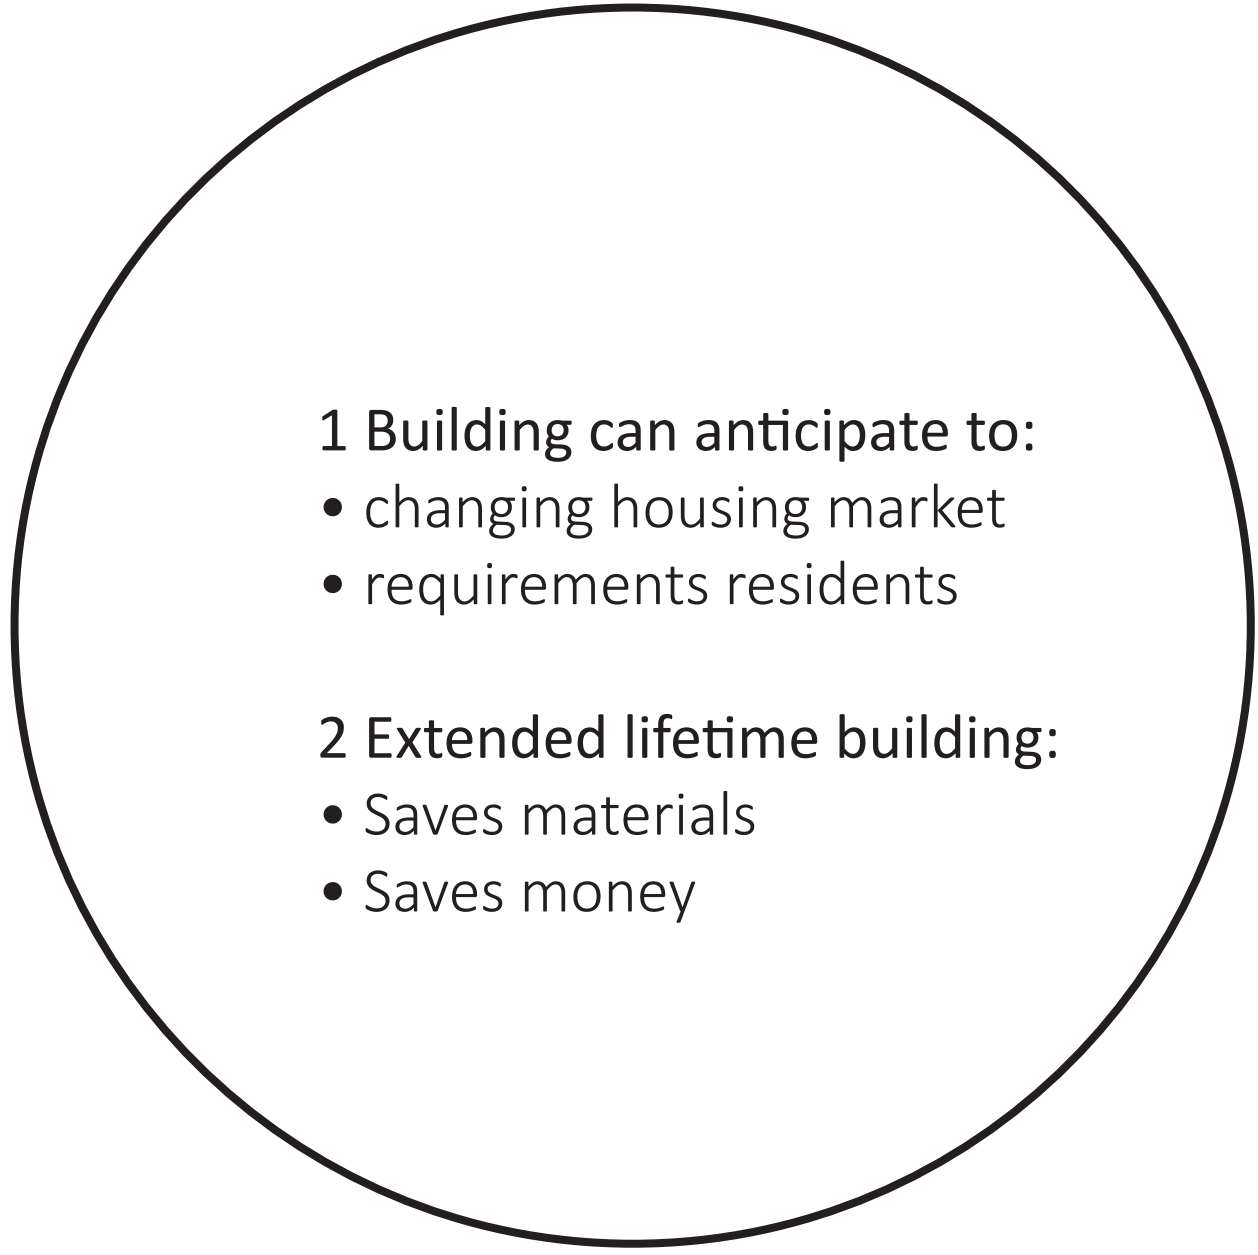 1 Building can anticipate to:
• changing housing market
• requirements residents
2 Extended lifetime building:
• Saves materials
• Saves money